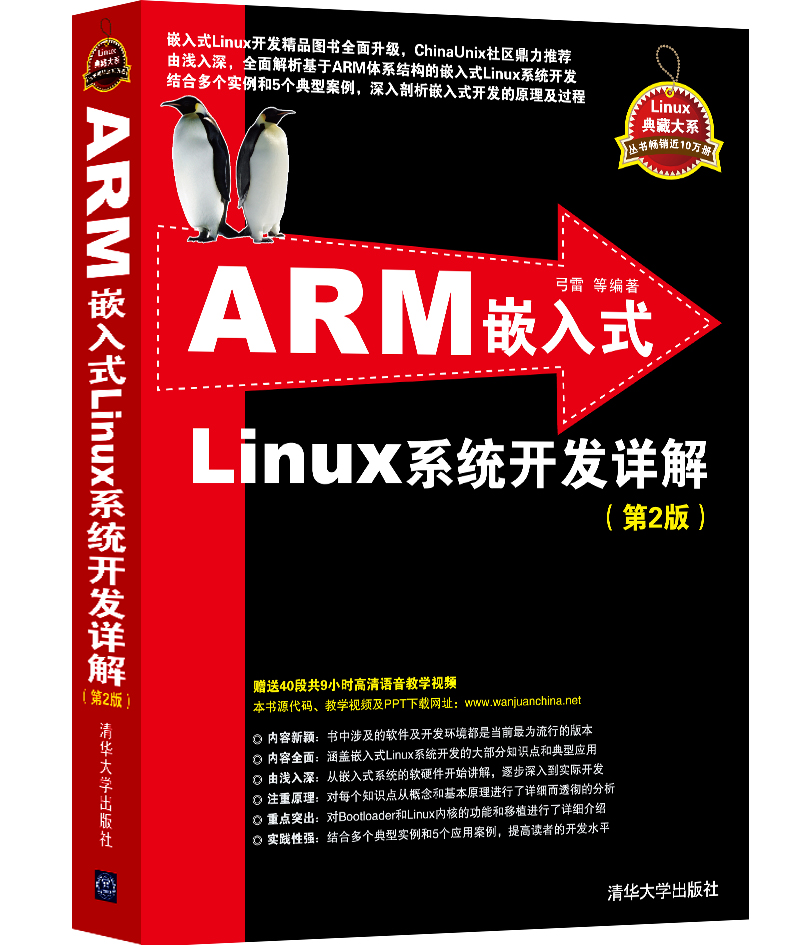 嵌入式Linux开发精品图书全面升级，ChinaUnix社区鼎力推荐
由浅入深，全面解析基于ARM体系结构的嵌入式Linux系统开发
结合多个实例和5个典型案例，深入剖析嵌入式开发的原理及过程
Linux
典藏大系
丛书畅销近10万册
弓雷 等编著
ARM嵌入式
Linux系统开发详解
（第2版）
赠送40段共9小时高清语音教学视频
本书源代码、教学视频及PPT下载网址：www.wanjuanchina.net
◎ 内容新颖：书中涉及的软件及开发环境都是当前最为流行的版本
◎ 内容全面：涵盖嵌入式Linux系统开发的大部分知识点和典型应用
◎ 由浅入深：从嵌入式系统的软硬件开始讲解，逐步深入到实际开发
◎ 注重原理：对每个知识点从概念和基本原理进行了详细而透彻的分析
◎ 重点突出：对Bootloader和Linux内核的功能和移植进行了详细介绍
◎ 实践性强：结合多个典型实例和5个应用案例，提高读者的开发水平
清华大学出版社
Linux
典藏大系
ARM嵌入式Linux系统开发详解
（第2版）
清华大学出版社